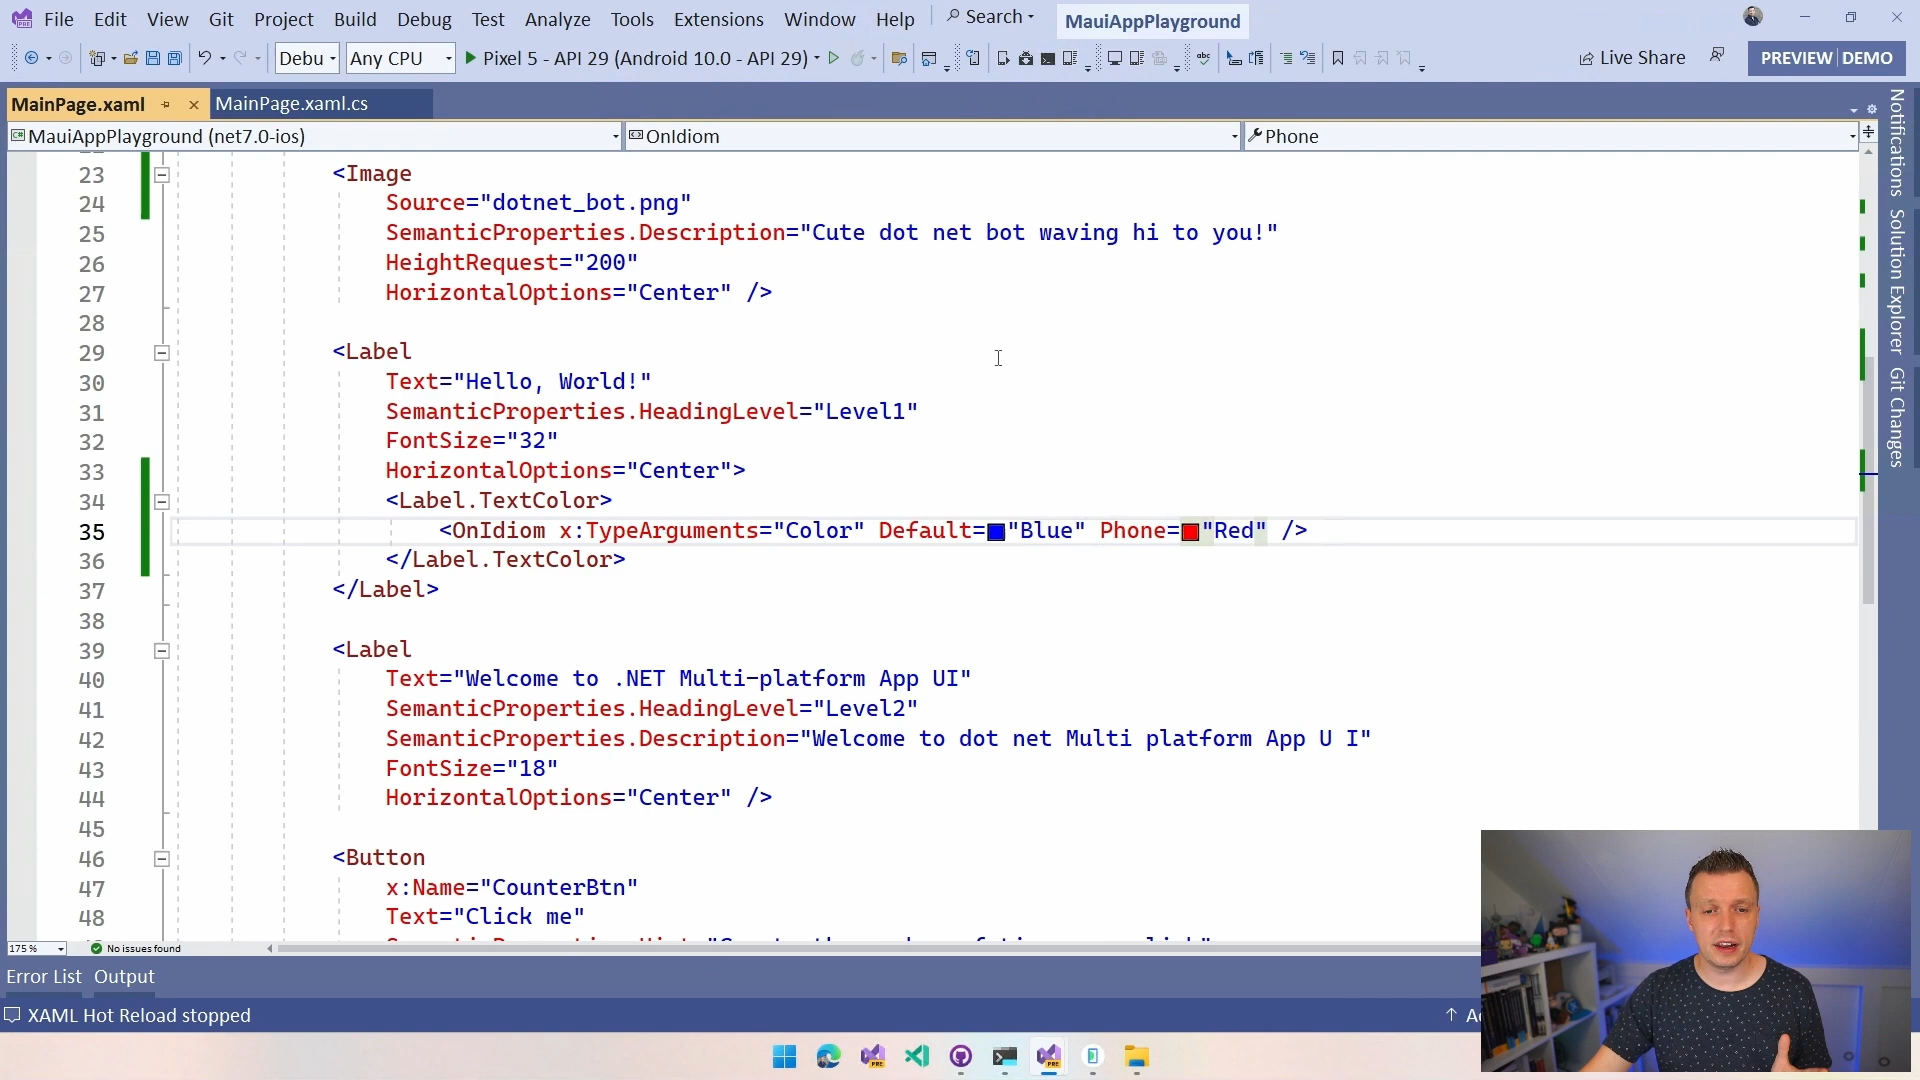 File Edit View Git Project Build Debug Test Analyze Tools Extensions Window Help Search MauiAppPlayground
Debu Any CPU Pixel 5 - API 29 (Android 10.0 - API 29) Live Share PREVIEW DEMO
MainPage.xaml MainPage.xaml.cs
MauiAppPlayground (net7.0-ios) OnIdiom Phone
23 <Image
24 Source="dotnet_bot.png"
25 SemanticProperties.Description="Cute dot net bot waving hi to you!"
26 HeightRequest="200"
27 HorizontalOptions="Center" />
28
29 <Label
30 Text="Hello, World!"
31 SemanticProperties.HeadingLevel="Level1"
32 FontSize="32"
33 HorizontalOptions="Center">
34 <Label.TextColor>
35 <OnIdiom x:TypeArguments="Color" Default="Blue" Phone="Red" />
36 </Label.TextColor>
37 </Label>
38
39 <Label
40 Text="Welcome to .NET Multi-platform App UI"
41 SemanticProperties.HeadingLevel="Level2"
42 SemanticProperties.Description="Welcome to dot net Multi platform App U I"
43 FontSize="18"
44 HorizontalOptions="Center" />
45
46 <Button
47 x:Name="CounterBtn"
48 Text="Click me"
175 % No issues found
Error List Output
XAML Hot Reload stopped
Notifications
Solution Explorer
Git Changes